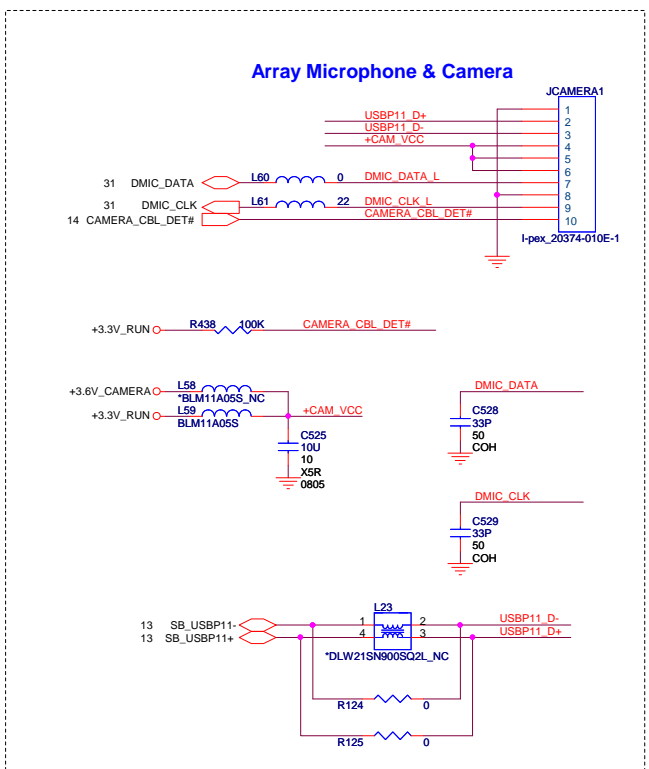 Array Microphone & Camera
JCAMERA1
USBP11_D+
USBP11_D-
+CAM_VCC
1
2
3
4
5
6
7
8
9
10
31 DMIC_DATA L60 0 DMIC_DATA_L
31 DMIC_CLK L61 22 DMIC_CLK_L
14 CAMERA_CBL_DET# CAMERA_CBL_DET#
I-pex_20374-010E-1
+3.3V_RUN R438 100K CAMERA_CBL_DET#
+3.6V_CAMERA L58
*BLM11A05S_NC
+3.3V_RUN L59 +CAM_VCC
BLM11A05S
C525
10U
10
X5R
0805
DMIC_DATA
C528
33P
50
COH
DMIC_CLK
C529
33P
50
COH
L23
13 SB_USBP11- 1 2 USBP11_D-
13 SB_USBP11+ 4 3 USBP11_D+
*DLW21SN900SQ2L_NC
R124 0
R125 0